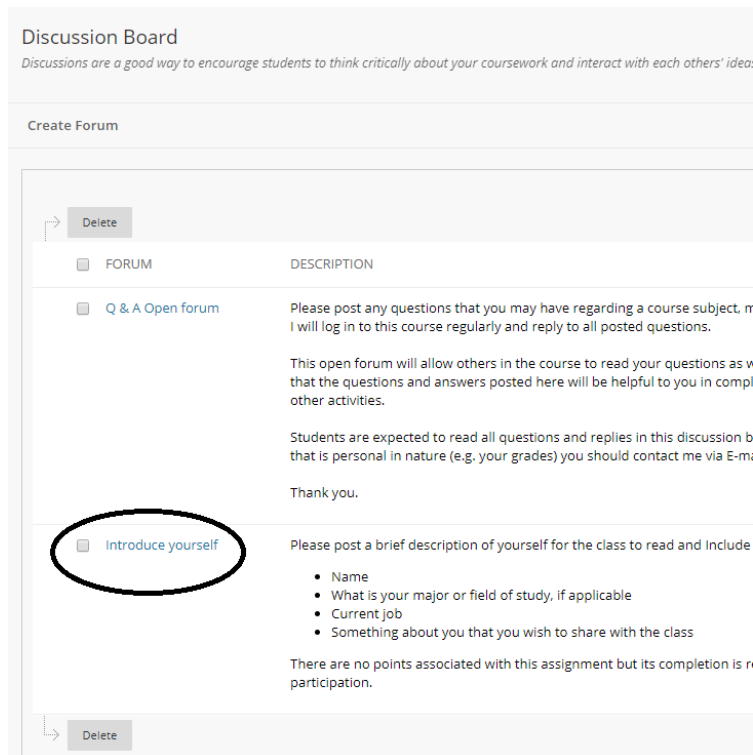 Discussion Board
Discussions are a good way to encourage students to think critically about your coursework and interact with each others' ideas
Create Forum
Delete
FORUM DESCRIPTION
Q & A Open forum Please post any questions that you may have regarding a course subject,
I will log in to this course regularly and reply to all posted questions.
This open forum will allow others in the course to read your questions as
that the questions and answers posted here will be helpful to you in
other activities.
Students are expected to read all questions and replies in this discussion
that is personal in nature (e.g. your grades) you should contact me via
Thank you.
Introduce yourself Please post a brief description of yourself for the class to read and Include
• Name
• What is your major or field of study, if applicable
• Current job
• Something about you that you wish to share with the class
There are no points associated with this assignment but its completion is
participation.
Delete